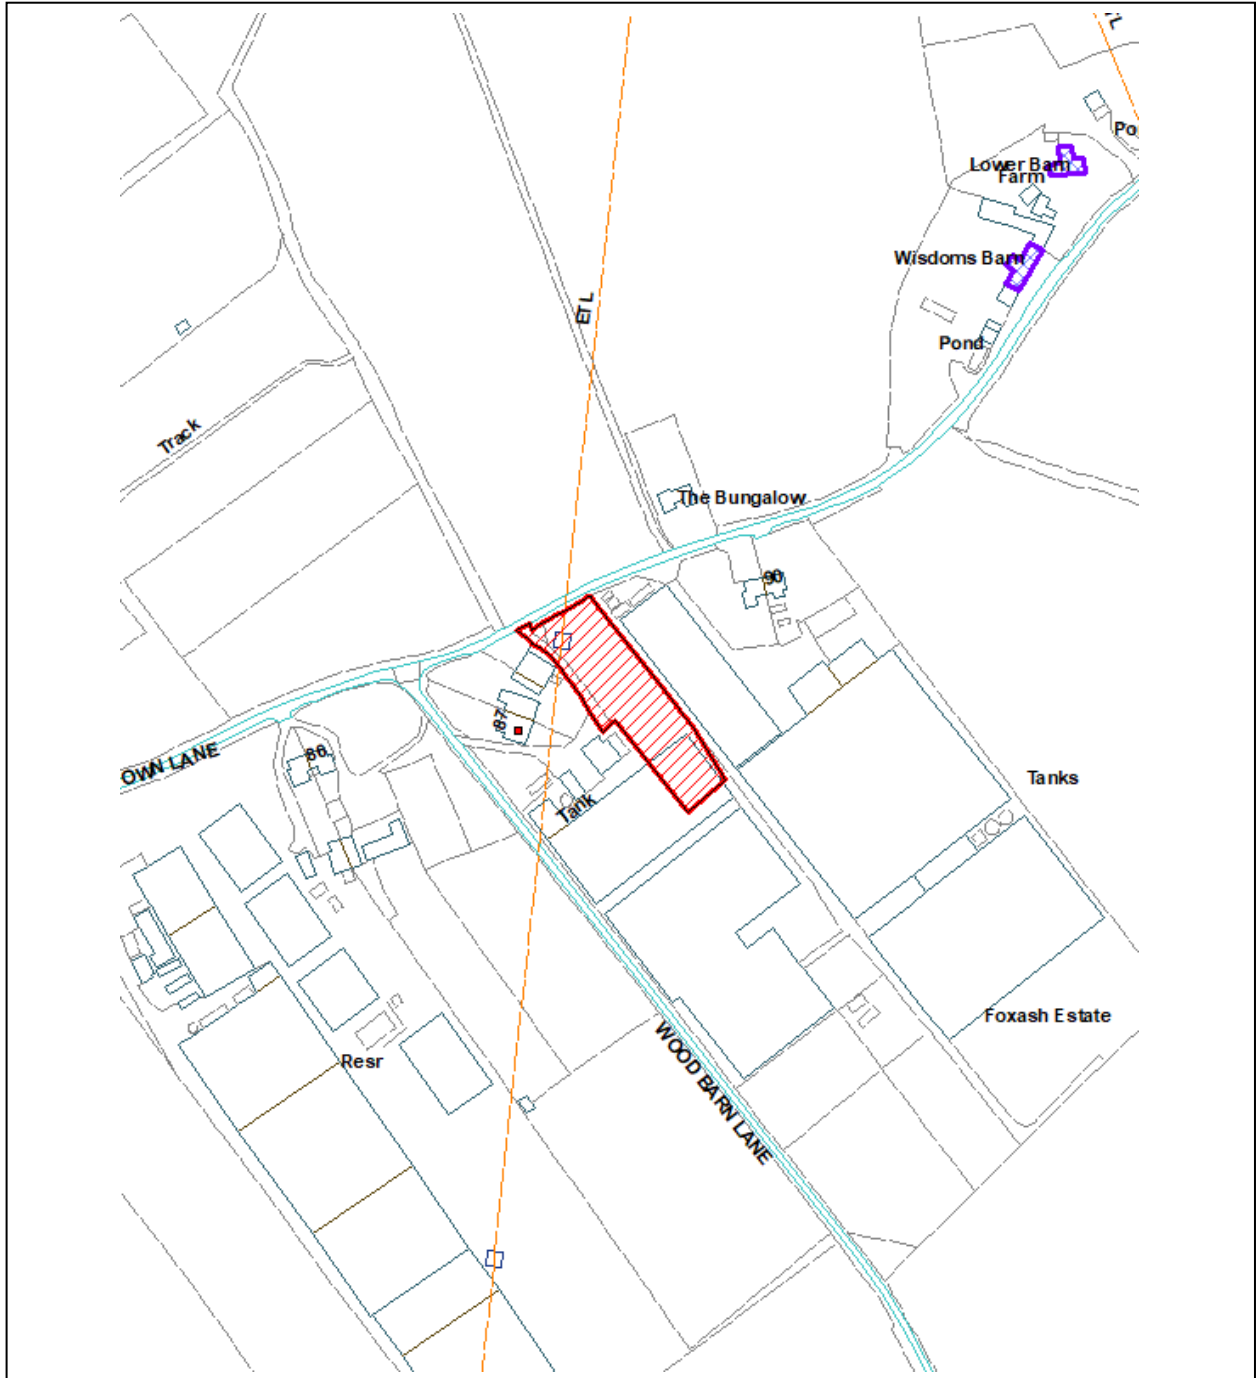 Lower Barn
Farm
Wisdoms Barn
ETL
Pond
Track
The Bungalow
90
87
86
OWN LANE
Tank
Tanks
Foxash Estate
WOOD BARN LANE
Resr